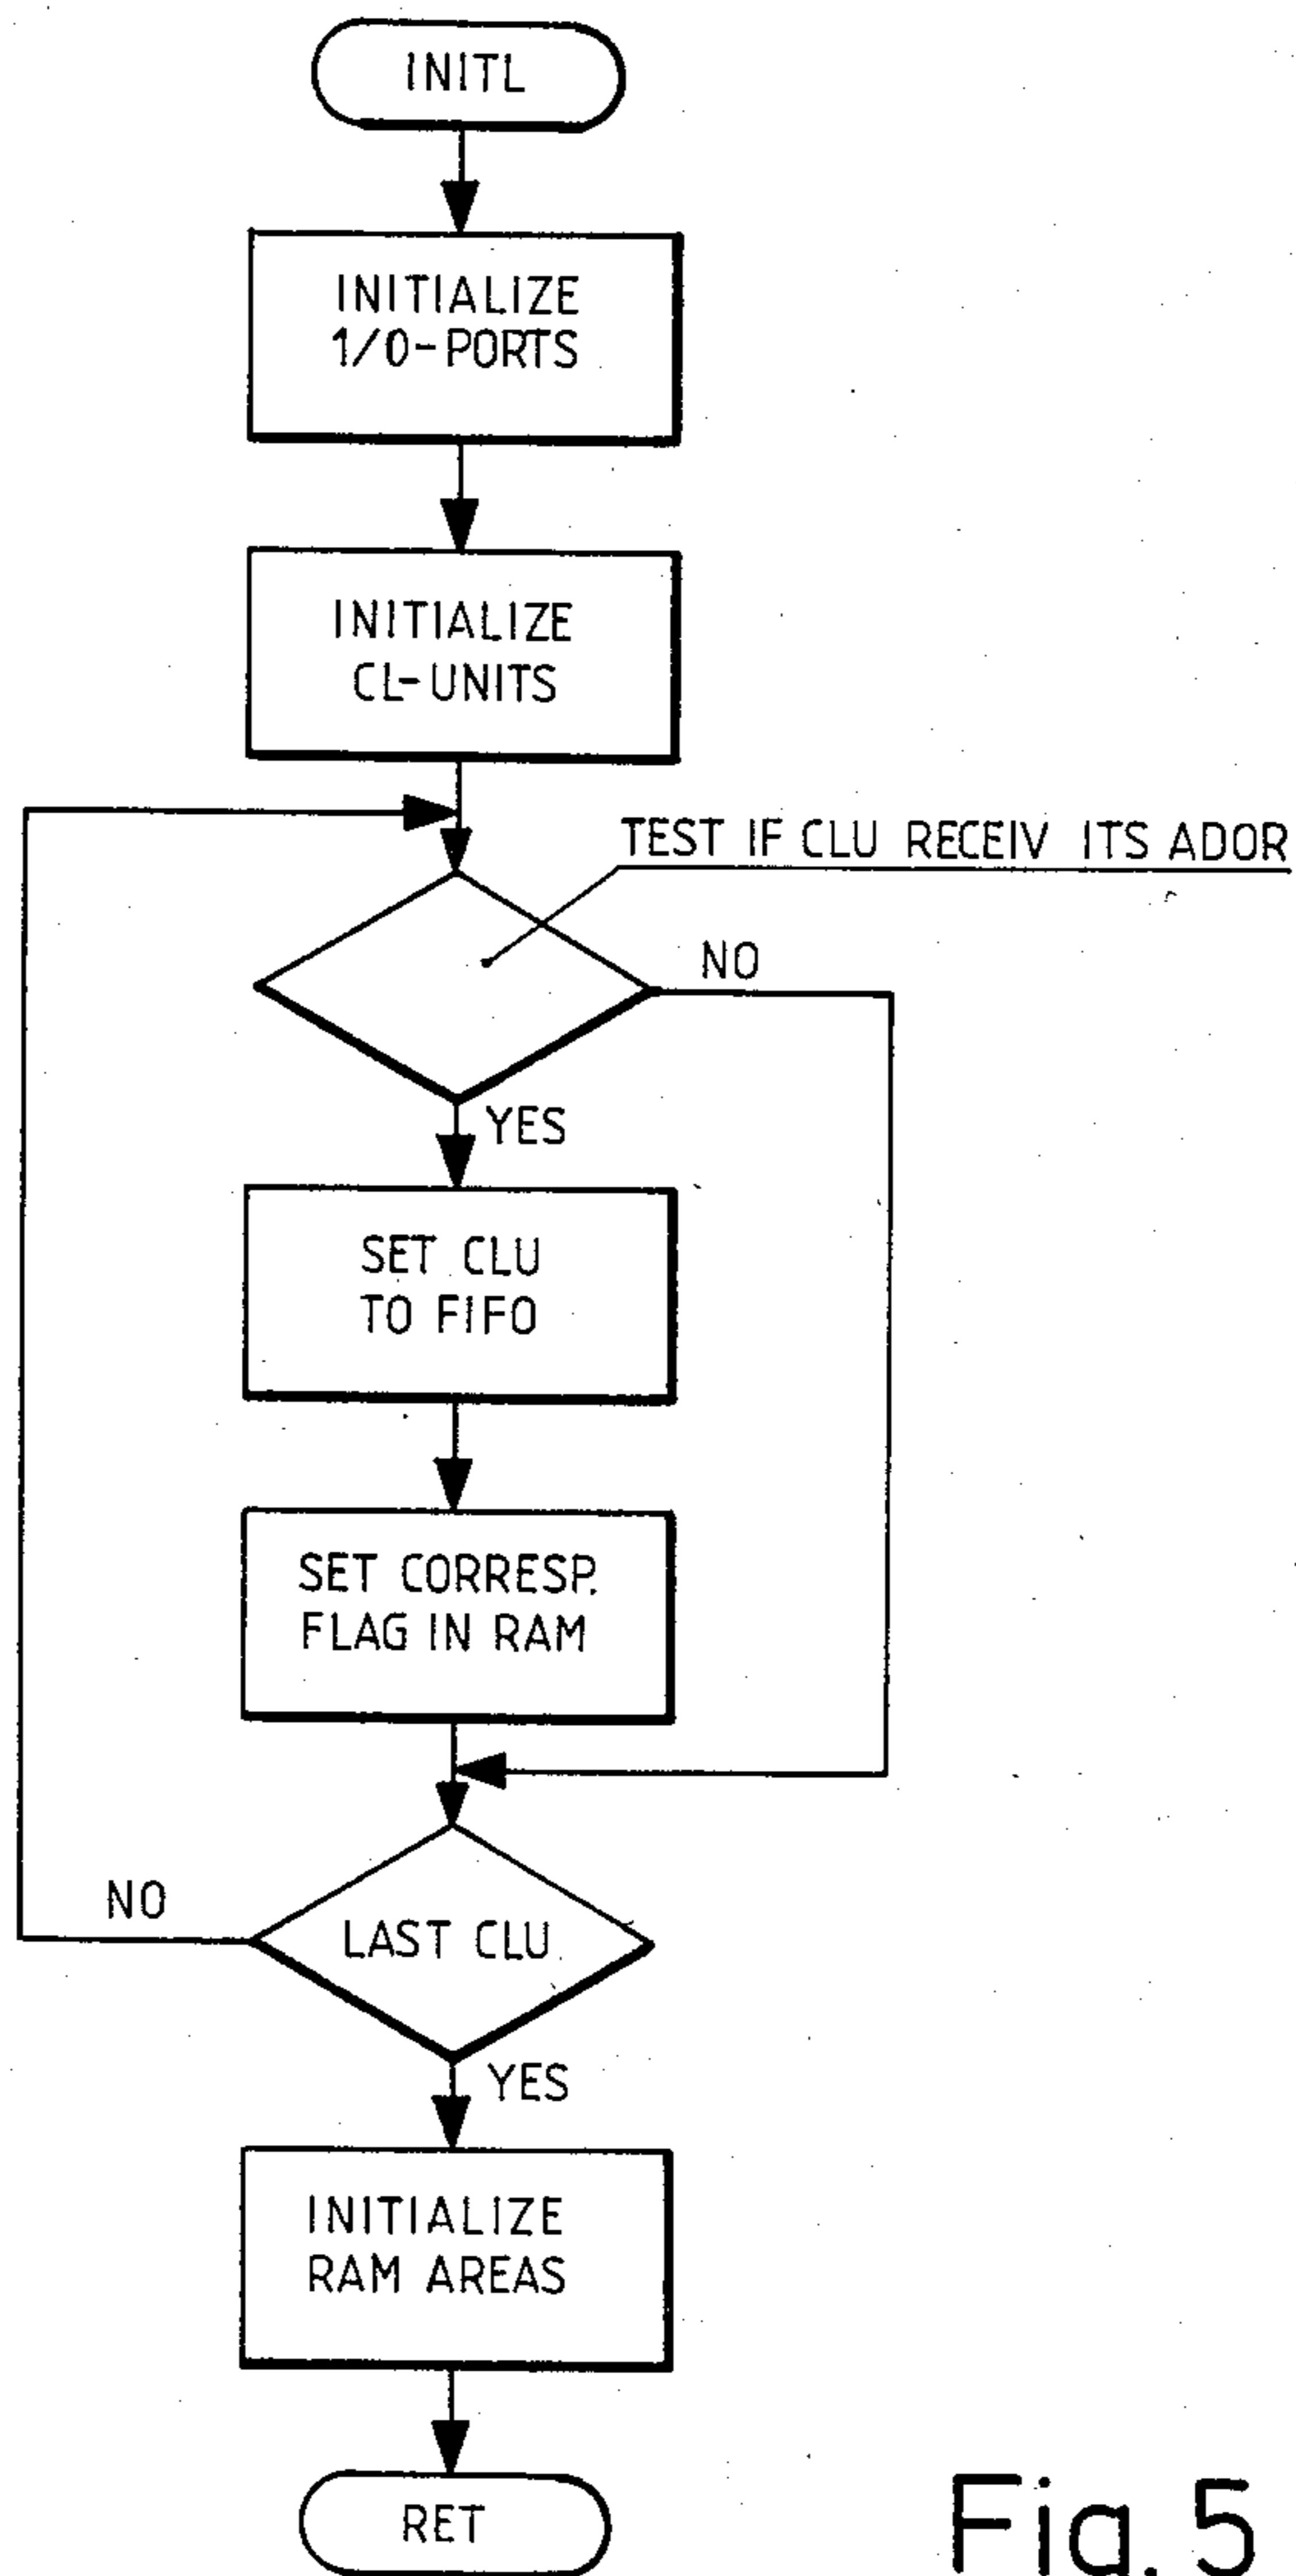 INITL
INITIALIZE
1/0-PORTS
INITIALIZE
CL-UNITS
TEST IF CLU RECEIV ITS ADOR
NO
YES
SET CLU
TO FIFO
SET CORRESP.
FLAG IN RAM
NO
LAST CLU
YES
INITIALIZE
RAM AREAS
RET
Fig. 5